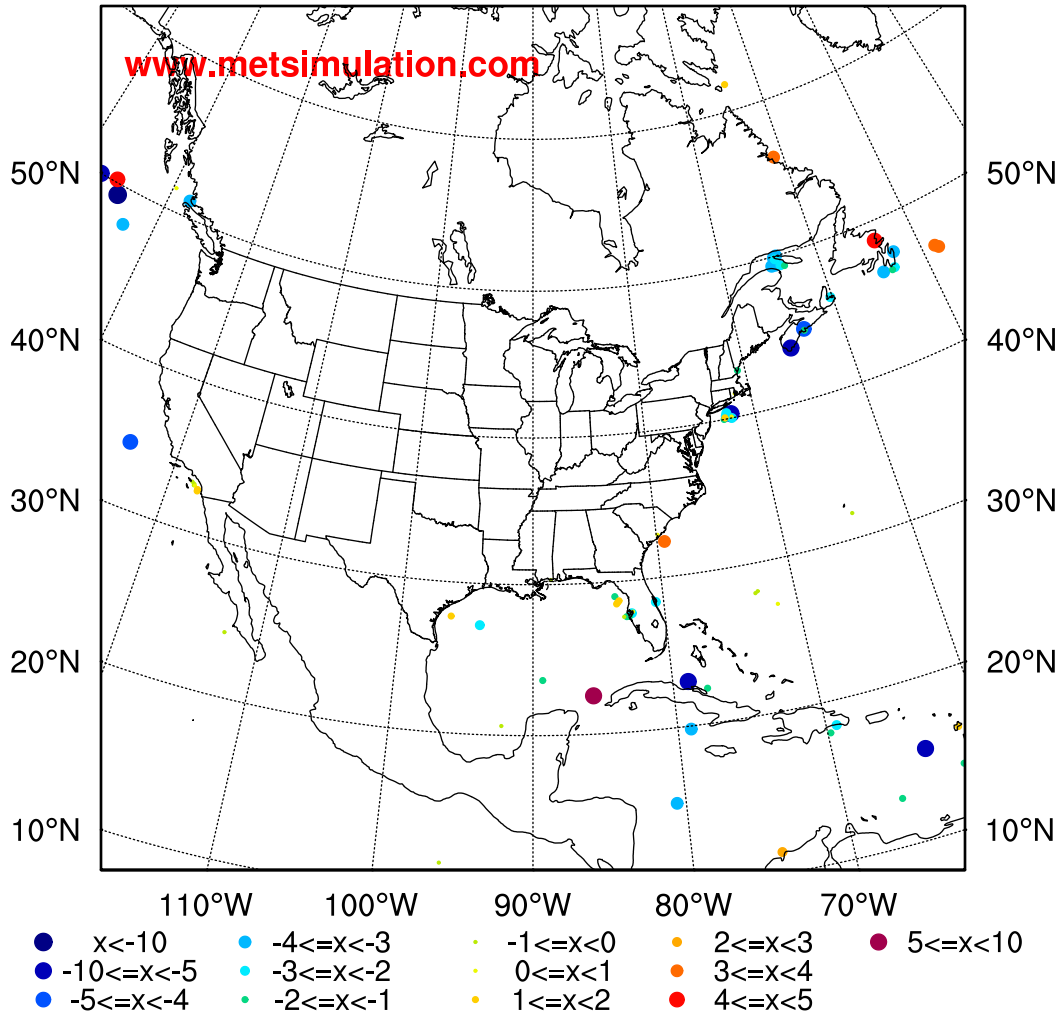 www.metsimulation.com
50°N 50°N
40°N 40°N
30°N 30°N
20°N 20°N
10°N 10°N
110°W 100°W 90°W 80°W 70°W
x<-10 -4<=x<-3 -1<=x<0 2<=x<3 5<=x<10
-10<=x<-5 -3<=x<-2 0<=x<1 3<=x<4
-5<=x<-4 -2<=x<-1 1<=x<2 4<=x<5